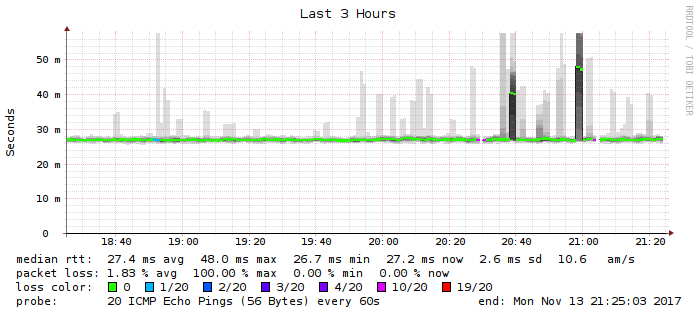 Last 3 Hours
RRDTOOL / TOBI OETIKER
Seconds
50 m
40 m
30 m
20 m
10 m
0
18:40 19:00 19:20 19:40 20:00 20:20 20:40 21:00 21:20
median rtt: 27.4 ms avg 48.0 ms max 26.7 ms min 27.2 ms now 2.6 ms sd 10.6 am/s
packet loss: 1.83 % avg 100.00 % max 0.00 % min 0.00 % now
loss color: 0 1/20 2/20 3/20 4/20 10/20 19/20
probe: 20 ICMP Echo Pings (56 Bytes) every 60s end: Mon Nov 13 21:25:03 2017